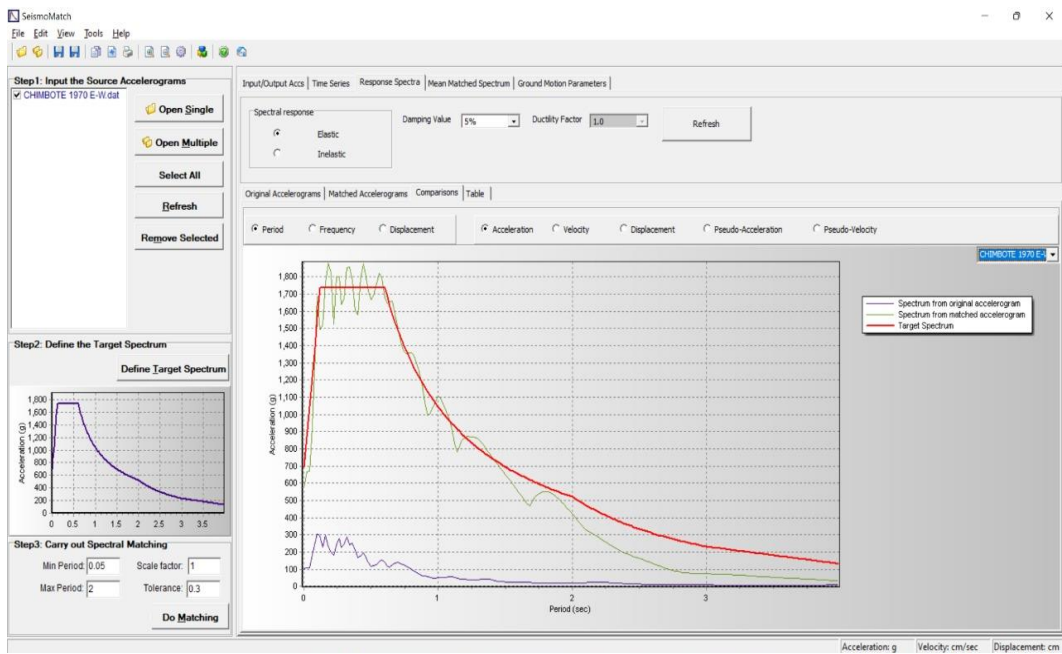 SeismoMatch
File Edit View Tools Help
Step1: Input the Source Accelerograms
CHIMBOTE 1970 E-W.dat
Open Single
Open Multiple
Select All
Refresh
Remove Selected
Step2: Define the Target Spectrum
Define Target Spectrum
1,800
1,600
1,400
1,200
1,000
800
600
400
200
0
Acceleration (g)
0 0.5 1 1.5 2 2.5 3 3.5
Step3: Carry out Spectral Matching
Min Period: 0.05 Scale factor: 1
Max Period: 2 Tolerance: 0.3
Do Matching
Input/Output Accs Time Series Response Spectra Mean Matched Spectrum Ground Motion Parameters
Spectral response
Elastic
Inelastic
Damping Value 5% Ductility Factor 1.0 Refresh
Original Accelerograms Matched Accelerograms Comparisons Table
Period Frequency Displacement Acceleration Velocity Displacement Pseudo-Acceleration Pseudo-Velocity
CHIMBOTE 1970 E-
1,800
1,700
1,600
1,500
1,400
1,300
1,200
1,100
1,000
900
800
700
600
500
400
300
200
100
0
Acceleration (g)
0 1 2 3
Period (sec)
Spectrum from original accelerogram
Spectrum from matched accelerogram
Target Spectrum
Acceleration: g Velocity: cm/sec Displacement: cm